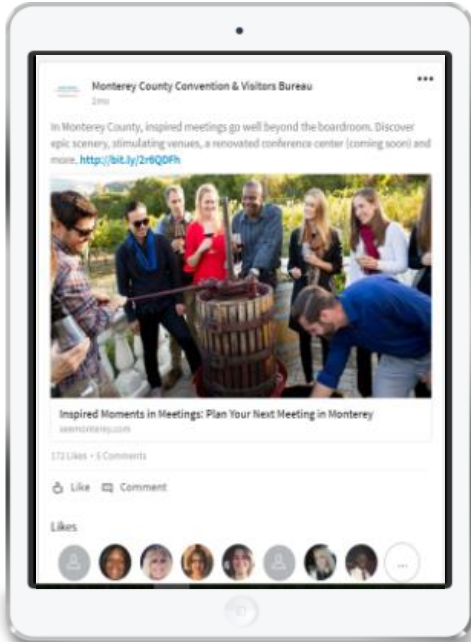 Monterey County Convention & Visitors Bureau
2mo
In Monterey County, inspired meetings go well beyond the boardroom. Discover
epic scenery, stimulating venues, a renovated conference center (coming soon) and
more. http://bit.ly/2r6QDFh
Inspired Moments in Meetings: Plan Your Next Meeting in Monterey
seemonterey.com
172 Likes • 5 Comments
Like Comment
Likes